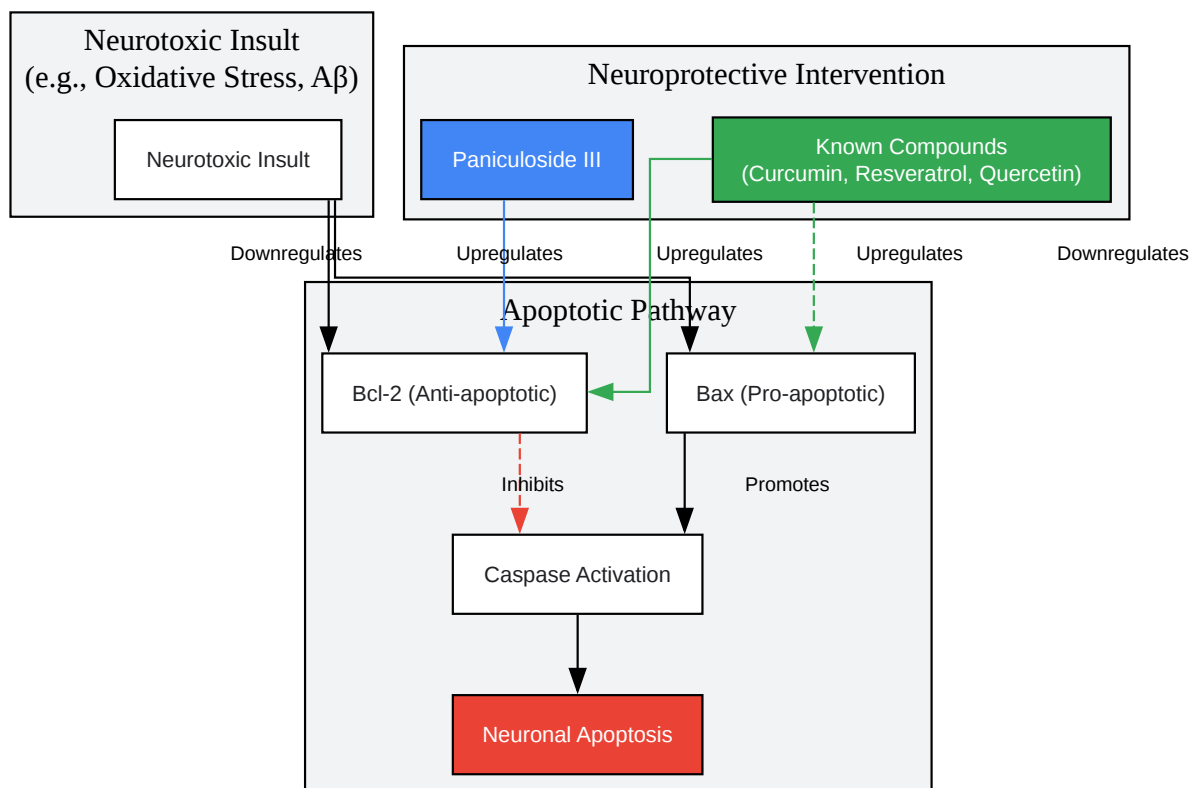 Neurotoxic Insult
(e.g., Oxidative Stress, Aβ)
Neuroprotective Intervention
Neurotoxic Insult
Paniculoside III
Known Compounds
(Curcumin, Resveratrol, Quercetin)
Downregulates
Upregulates
Upregulates
Upregulates
Downregulates
Apoptotic Pathway
Bcl-2 (Anti-apoptotic)
Bax (Pro-apoptotic)
Inhibits
Promotes
Caspase Activation
Neuronal Apoptosis